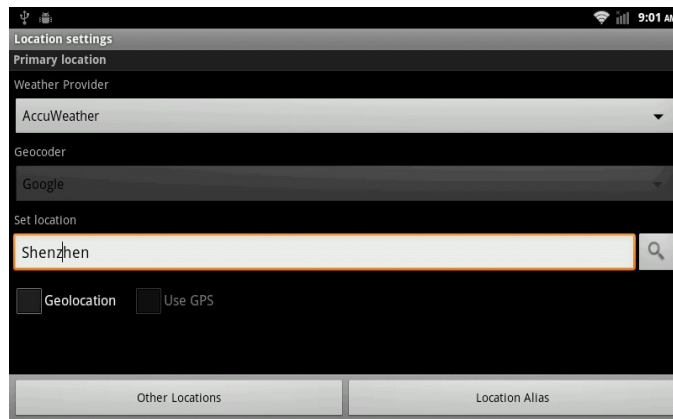 9:01 AM
Location settings
Primary location
Weather Provider
AccuWeather
Geocoder
Google
Set location
Shenzhen
Geolocation Use GPS
Other Locations Location Alias